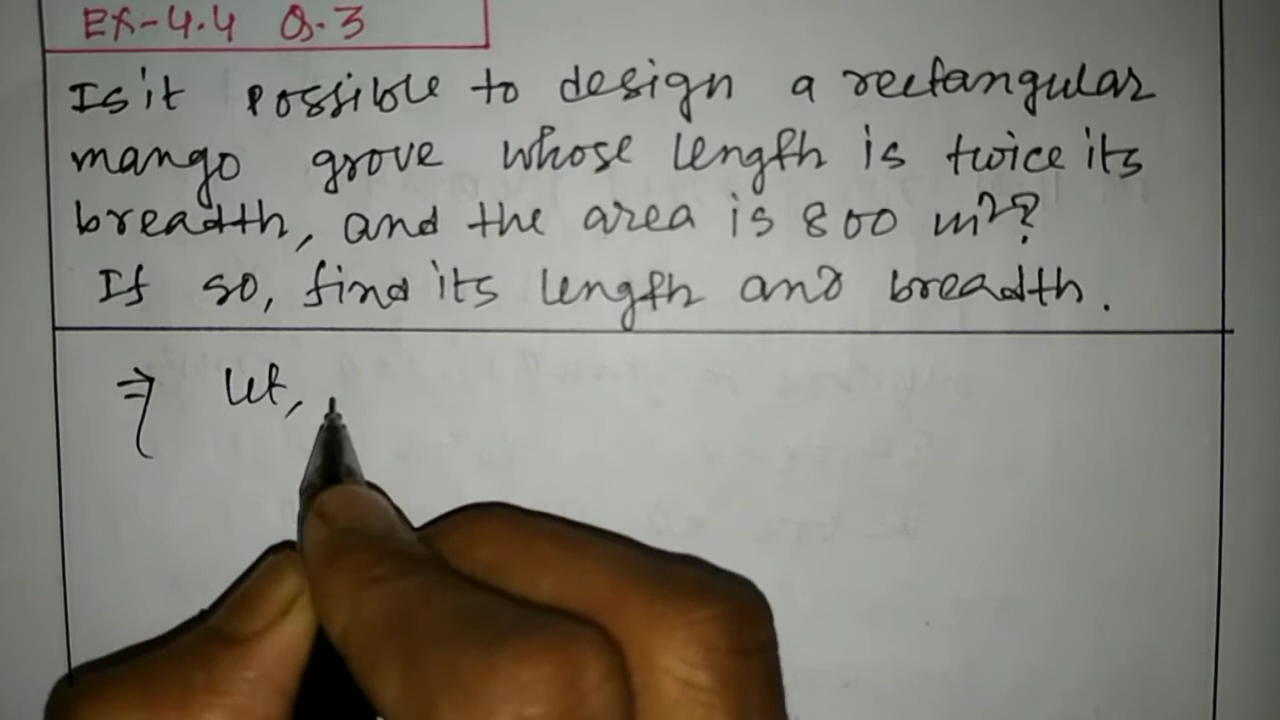 Ex-4.4 Q.3
Is it possible to design a rectangular
mango grove whose length is twice its
breadth, and the area is 800 m²?
If so, find its length and breadth.
⇒ let,